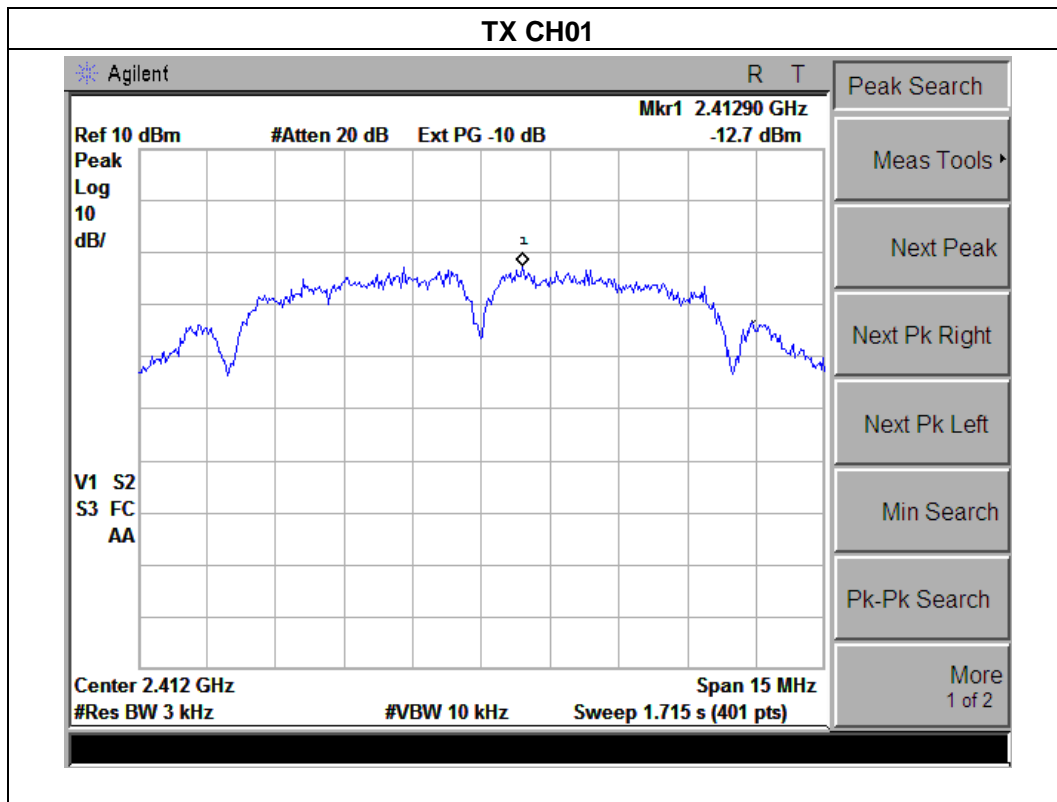 TX CH01
Agilent R T
Mkr1 2.41290 GHz
Ref 10 dBm #Atten 20 dB Ext PG -10 dB -12.7 dBm
Peak
Log
10
dB/
1
V1 S2
S3 FC
AA
Center 2.412 GHz Span 15 MHz
#Res BW 3 kHz #VBW 10 kHz Sweep 1.715 s (401 pts)
Peak Search
Meas Tools
Next Peak
Next Pk Right
Next Pk Left
Min Search
Pk-Pk Search
More
1 of 2